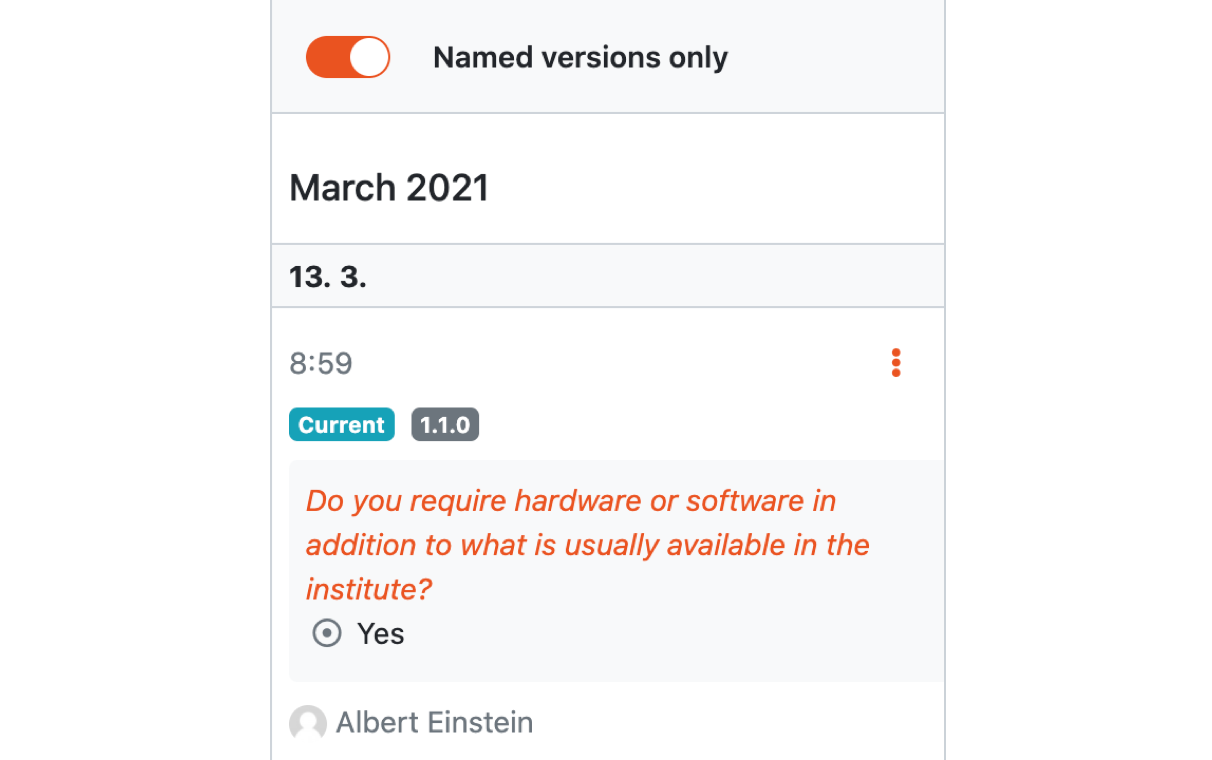 Named versions only
March 2021
13. 3.
8:59
Current 1.1.0
Do you require hardware or software in
addition to what is usually available in the
institute?
Yes
Albert Einstein